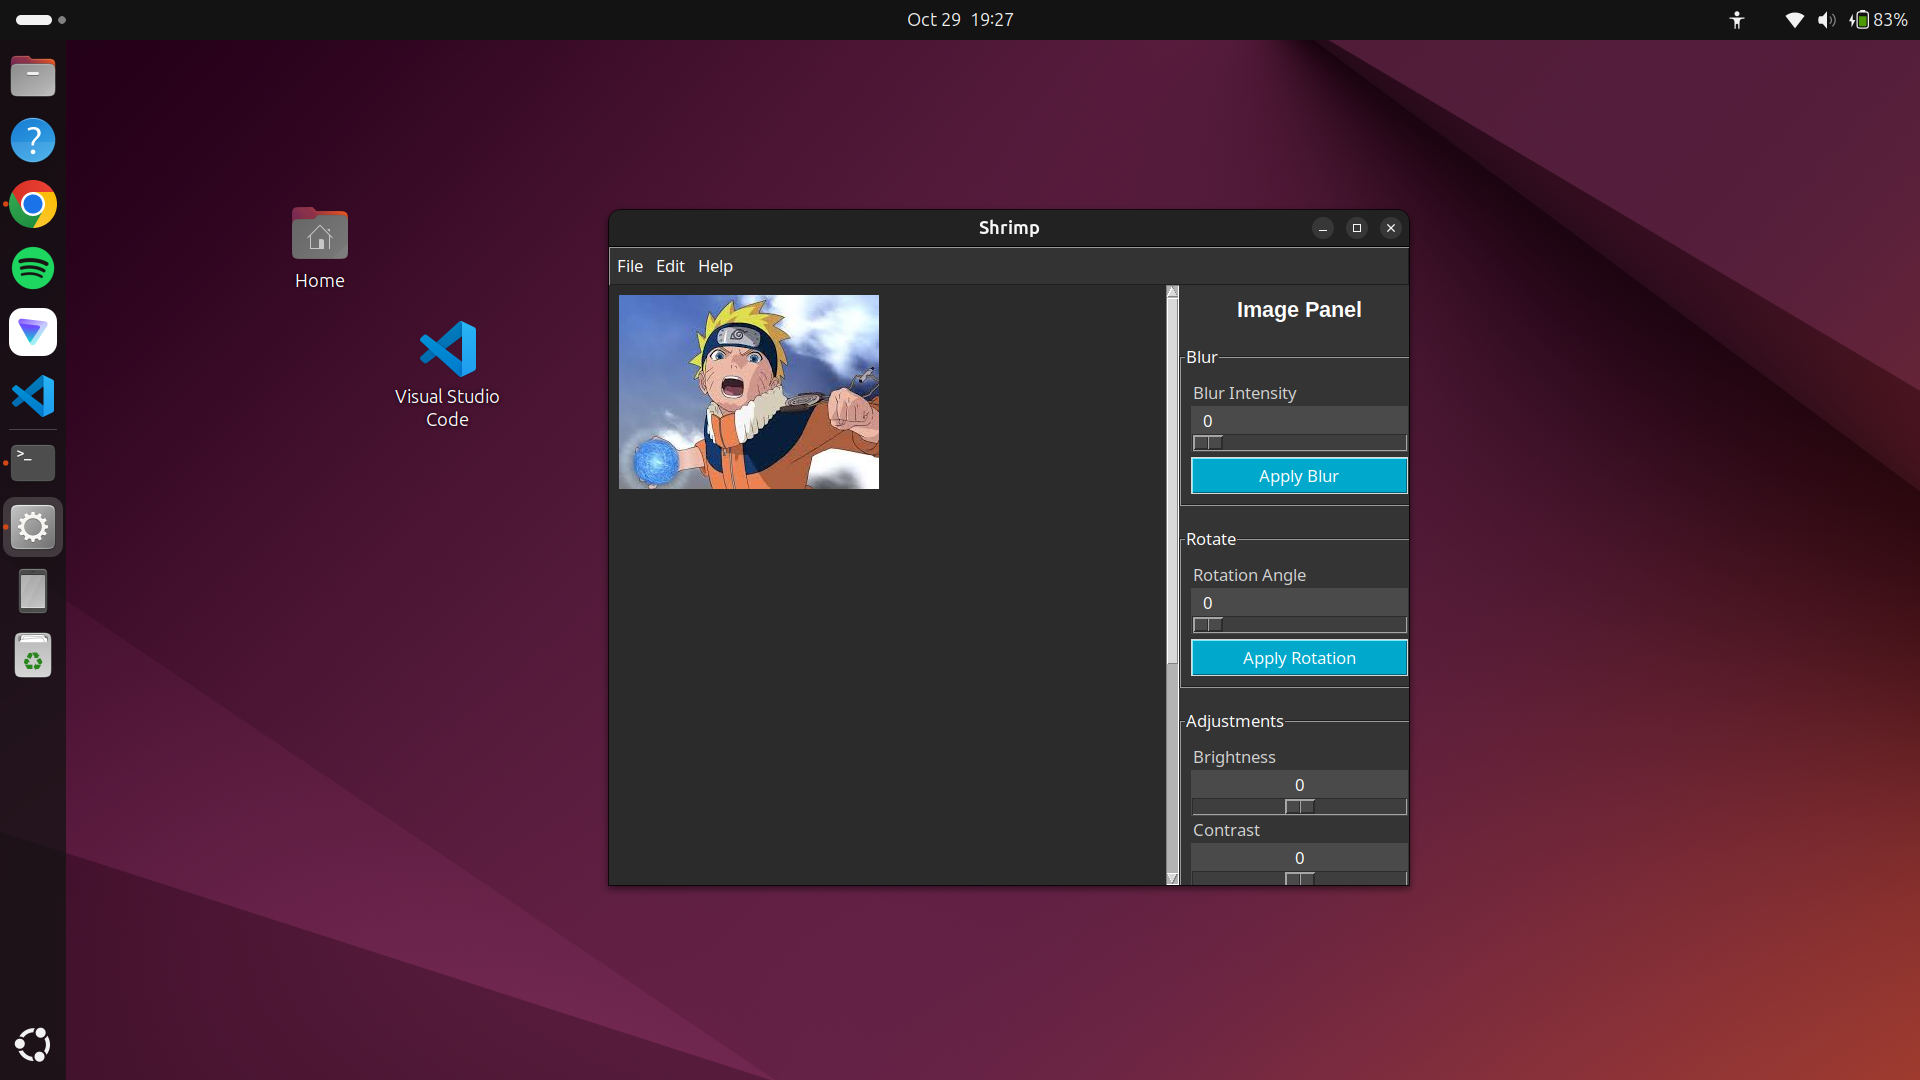 Oct 29 19:27
83%
Home
Visual Studio
Code
Shrimp
File Edit Help
Image Panel
Blur
Blur Intensity
0
Apply Blur
Rotate
Rotation Angle
0
Apply Rotation
Adjustments
Brightness
0
Contrast
0